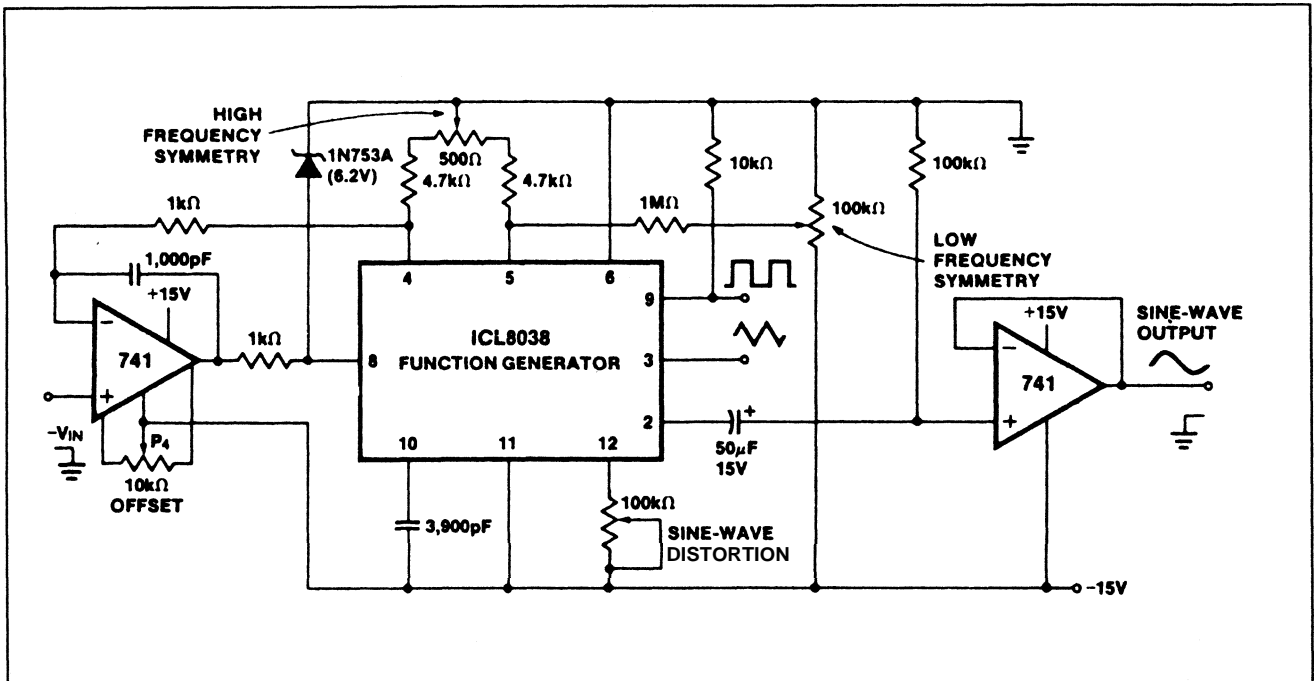 HIGH
FREQUENCY
SYMMETRY
1N753A
(6.2V)
500Ω
4.7kΩ
4.7kΩ
10kΩ
100kΩ
1kΩ
1MΩ
100kΩ
LOW
FREQUENCY
SYMMETRY
1,000pF
+15V
4
5
6
9
ICL8038
FUNCTION GENERATOR
−
741
+
1kΩ
8
3
2
+
50μF
15V
+15V
−
741
+
SINE-WAVE
OUTPUT
−VIN
P4
10kΩ
OFFSET
10
11
12
3,900pF
100kΩ
SINE-WAVE
DISTORTION
−15V